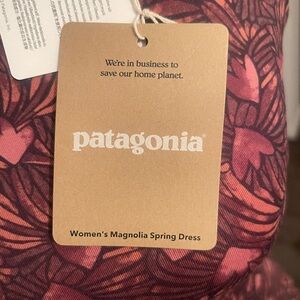 We're in business to
save our home planet.
patagonia®
Women's Magnolia Spring Dress